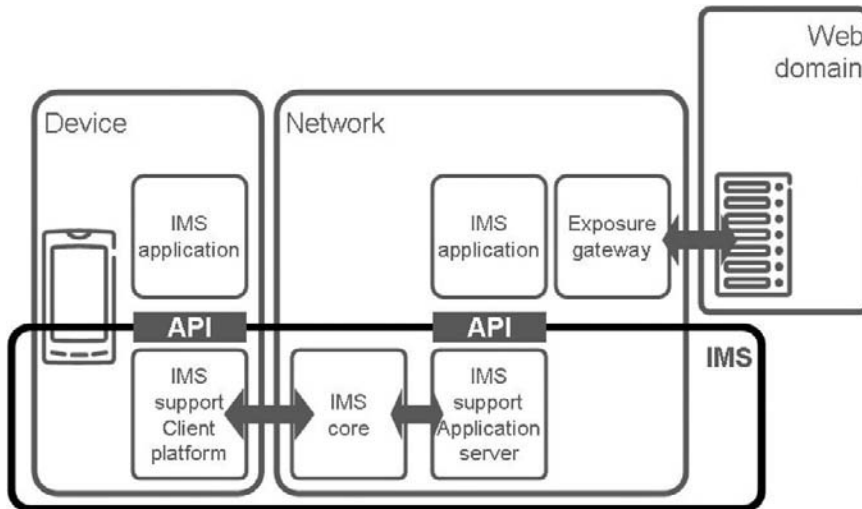 Web
domain
Device
Network
IMS
application
IMS
application
Exposure
gateway
API
API
IMS
IMS
support
Client
platform
IMS
core
IMS
support
Application
server